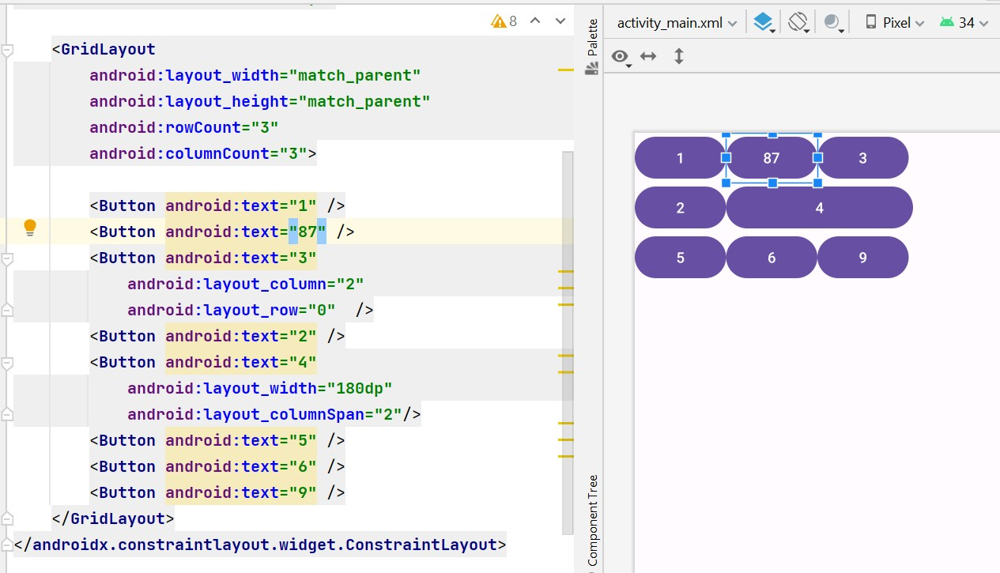 8
<GridLayout
android:layout_width="match_parent"
android:layout_height="match_parent"
android:rowCount="3"
android:columnCount="3">
<Button android:text="1" />
<Button android:text="87" />
<Button android:text="3"
android:layout_column="2"
android:layout_row="0"  />
<Button android:text="2" />
<Button android:text="4"
android:layout_width="180dp"
android:layout_columnSpan="2"/>
<Button android:text="5" />
<Button android:text="6" />
<Button android:text="9" />
</GridLayout>
</androidx.constraintlayout.widget.ConstraintLayout>
Palette
Component Tree
activity_main.xml
Pixel
34
1 87 3
2 4
5 6 9